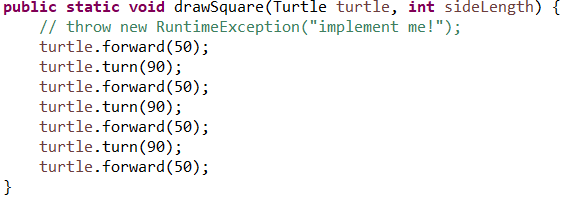 public static void drawSquare(Turtle turtle, int sideLength) {
    // throw new RuntimeException("implement me!");
    turtle.forward(50);
    turtle.turn(90);
    turtle.forward(50);
    turtle.turn(90);
    turtle.forward(50);
    turtle.turn(90);
    turtle.forward(50);
}